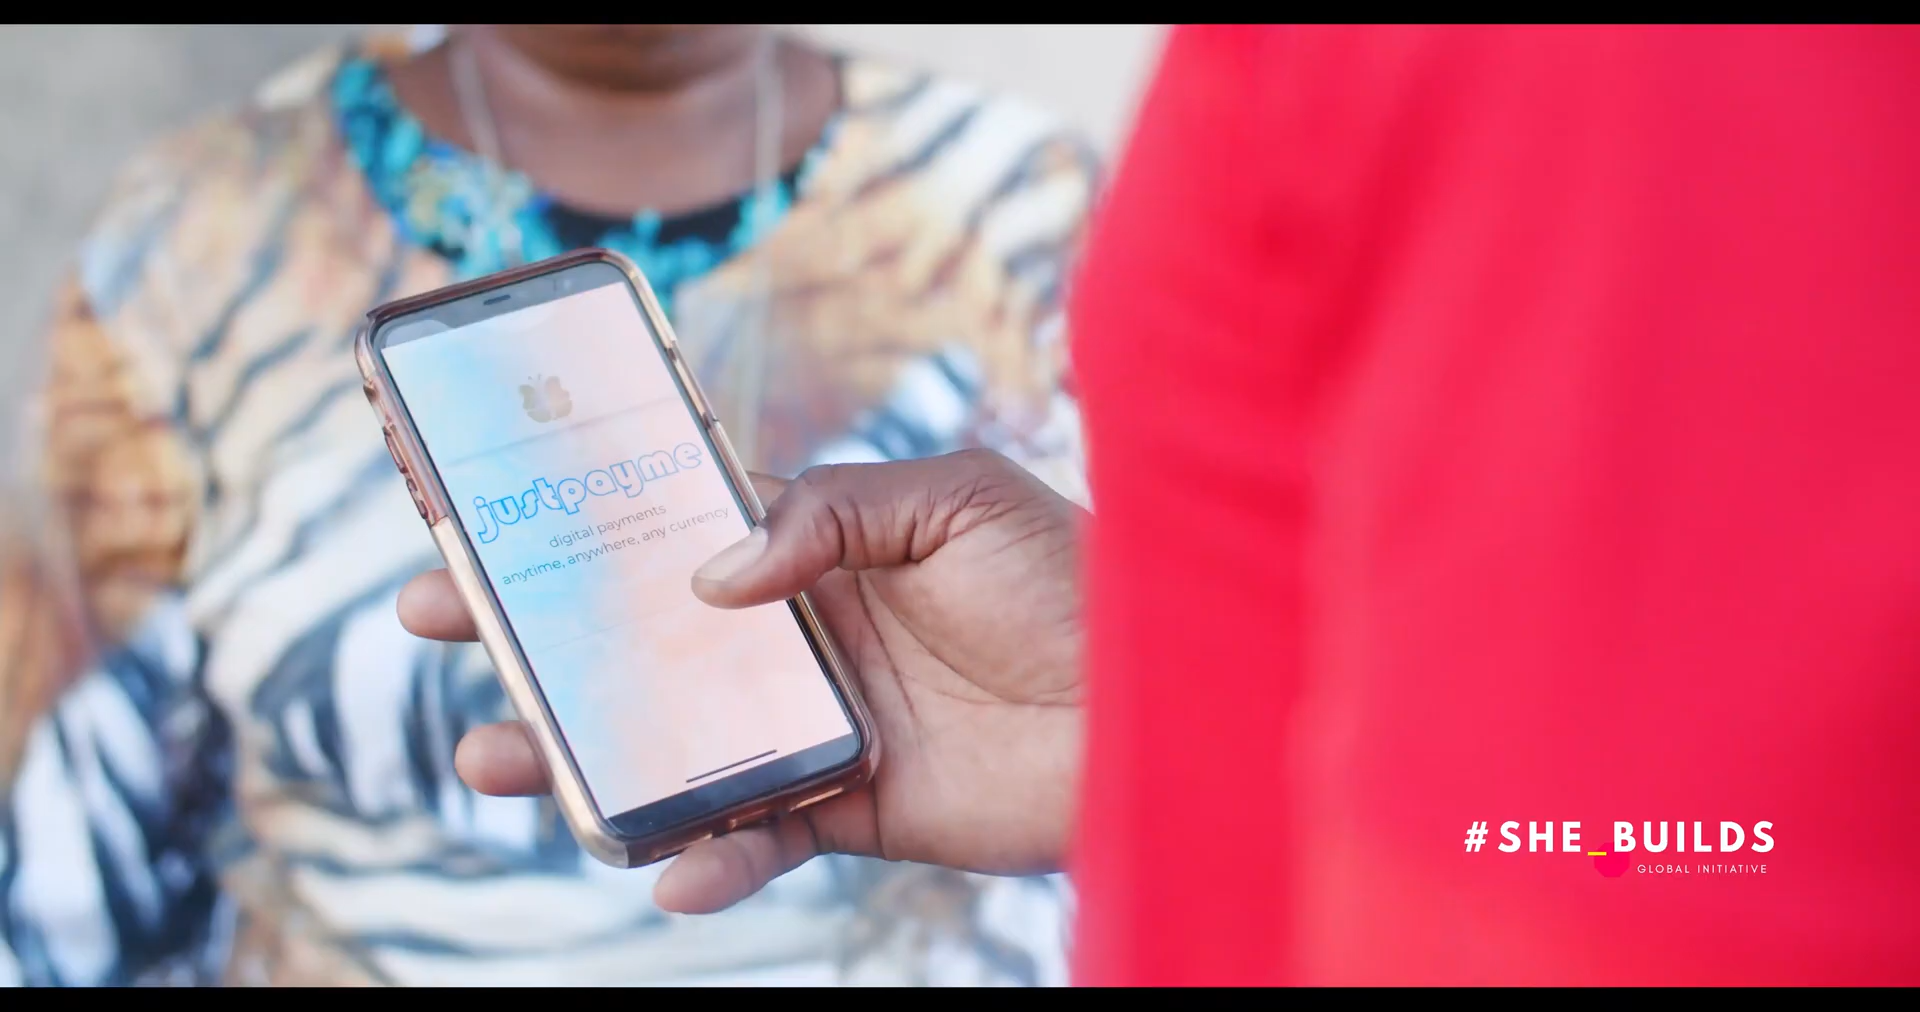 justpayme
digital payments
anytime, anywhere, any currency
#SHE_BUILDS
GLOBAL INITIATIVE